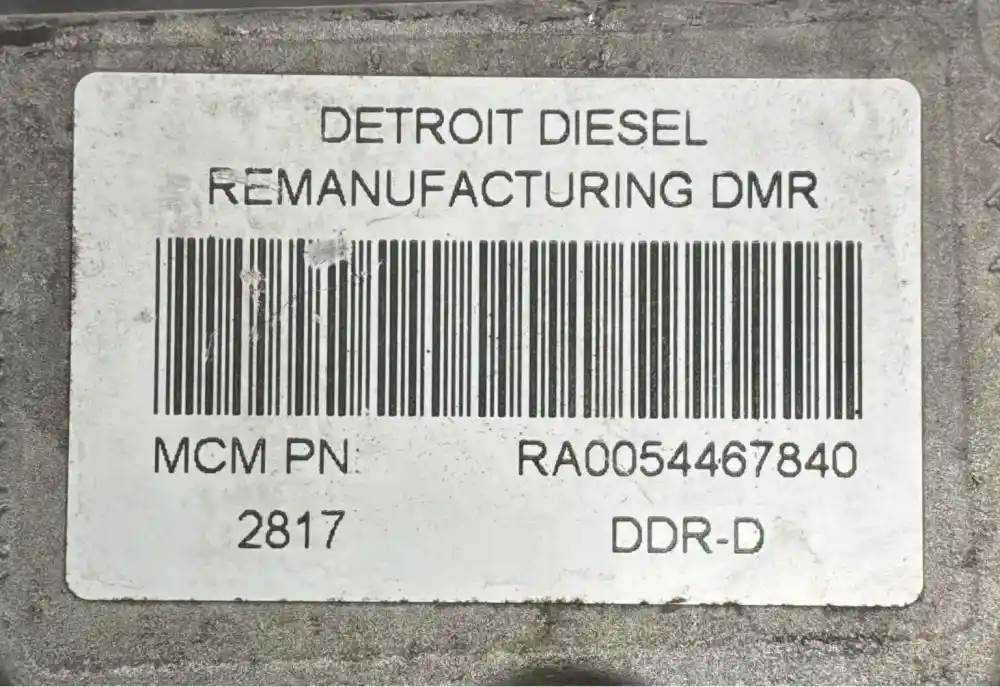 DETROIT DIESEL
REMANUFACTURING DMR
MCM PN: RA0054467840
2817 DDR-D